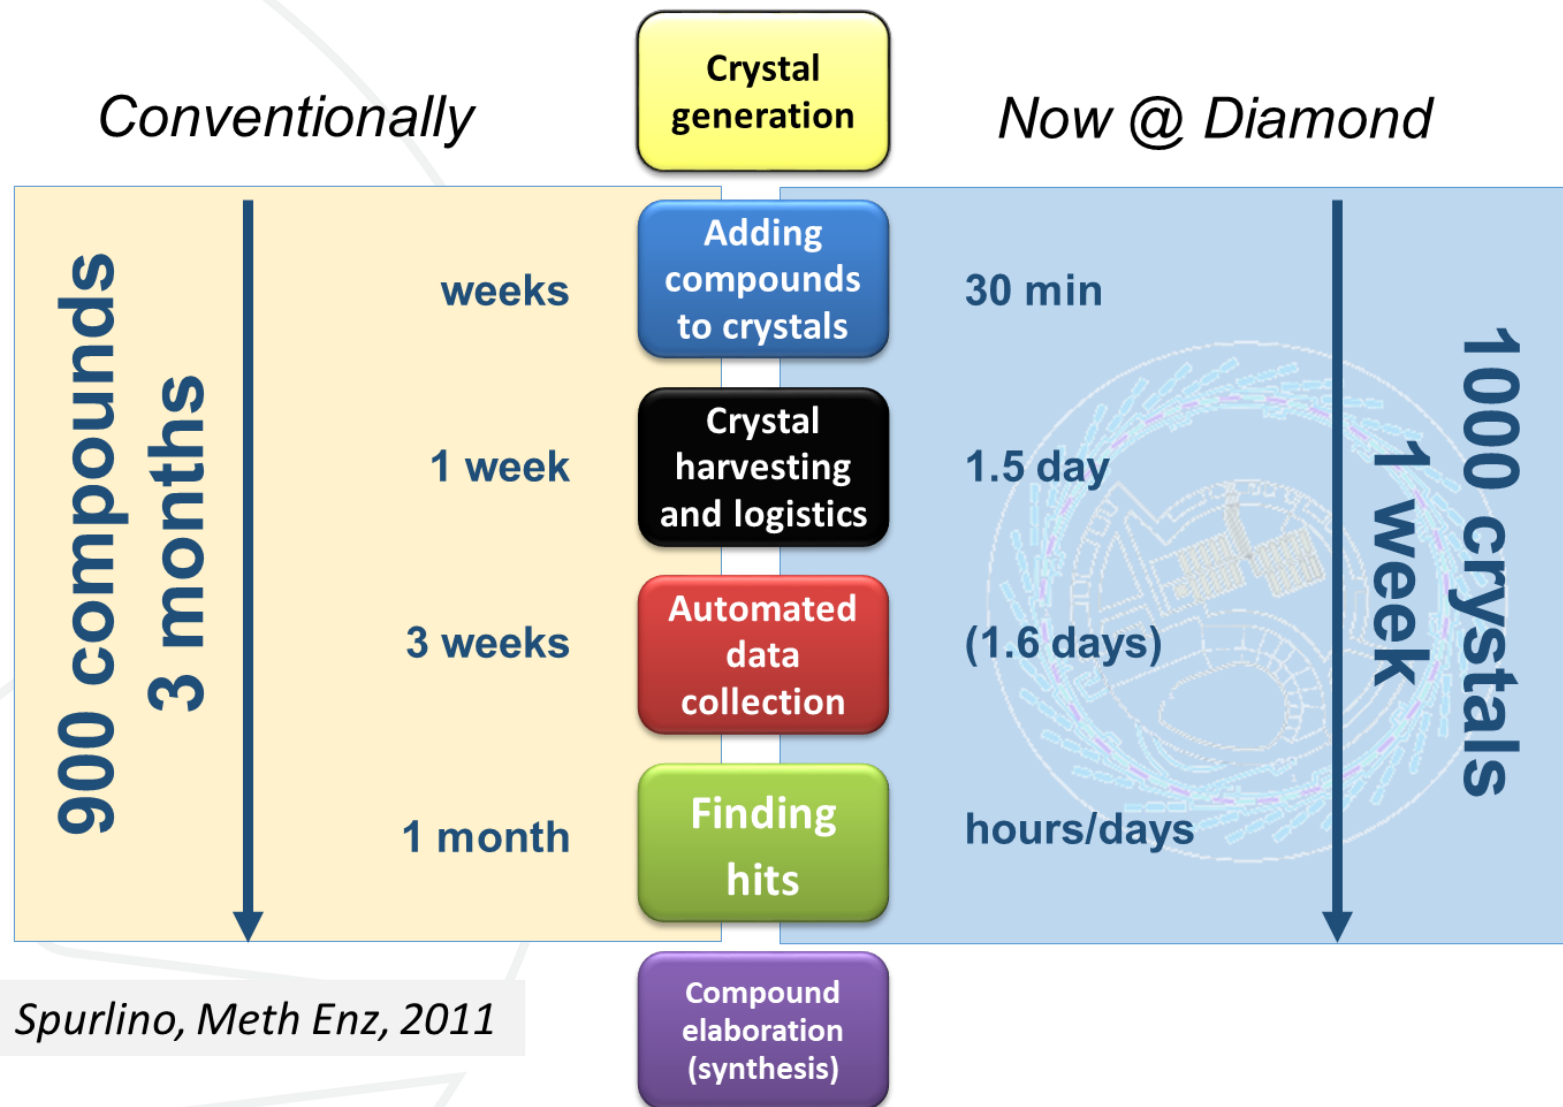 Conventionally
Crystal
generation
Now @ Diamond
900 compounds
3 months
weeks
Adding
compounds
to crystals
30 min
1 week
Crystal
harvesting
and logistics
1.5 day
3 weeks
Automated
data
collection
(1.6 days)
1 month
Finding
hits
hours/days
1 week
1000 crystals
Compound
elaboration
(synthesis)
Spurlino, Meth Enz, 2011